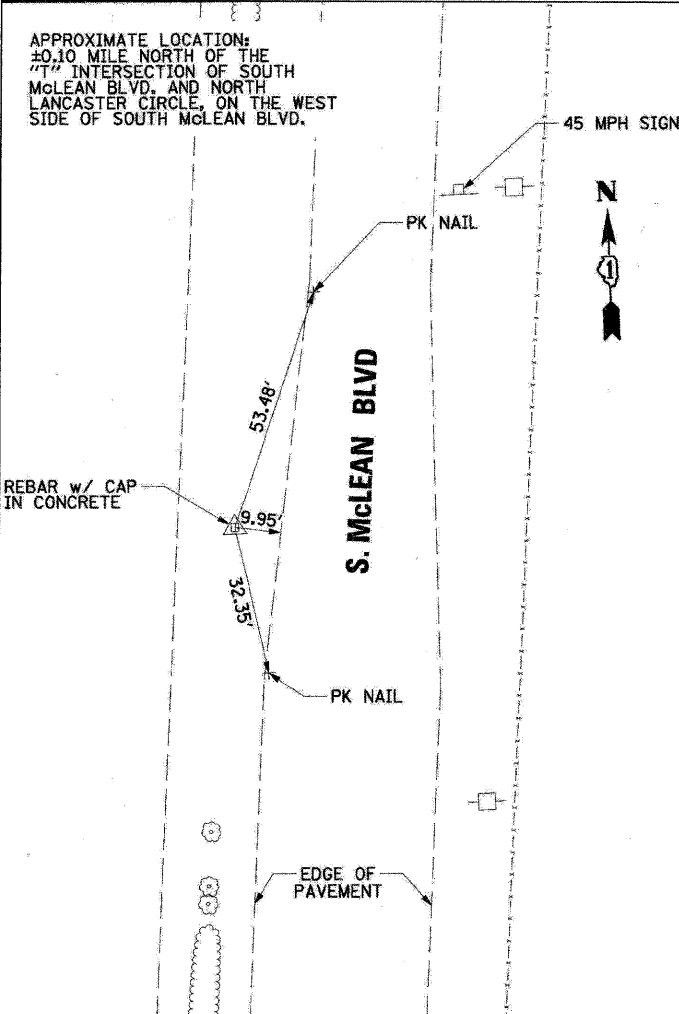 APPROXIMATE LOCATION:
±0.10 MILE NORTH OF THE
"T" INTERSECTION OF SOUTH
McLEAN BLVD. AND NORTH
LANCASTER CIRCLE, ON THE WEST
SIDE OF SOUTH McLEAN BLVD.
45 MPH SIGN
N
PK NAIL
1
53.48'
S. McLEAN BLVD
REBAR w/ CAP
IN CONCRETE
9.95'
32.35'
PK NAIL
EDGE OF
PAVEMENT